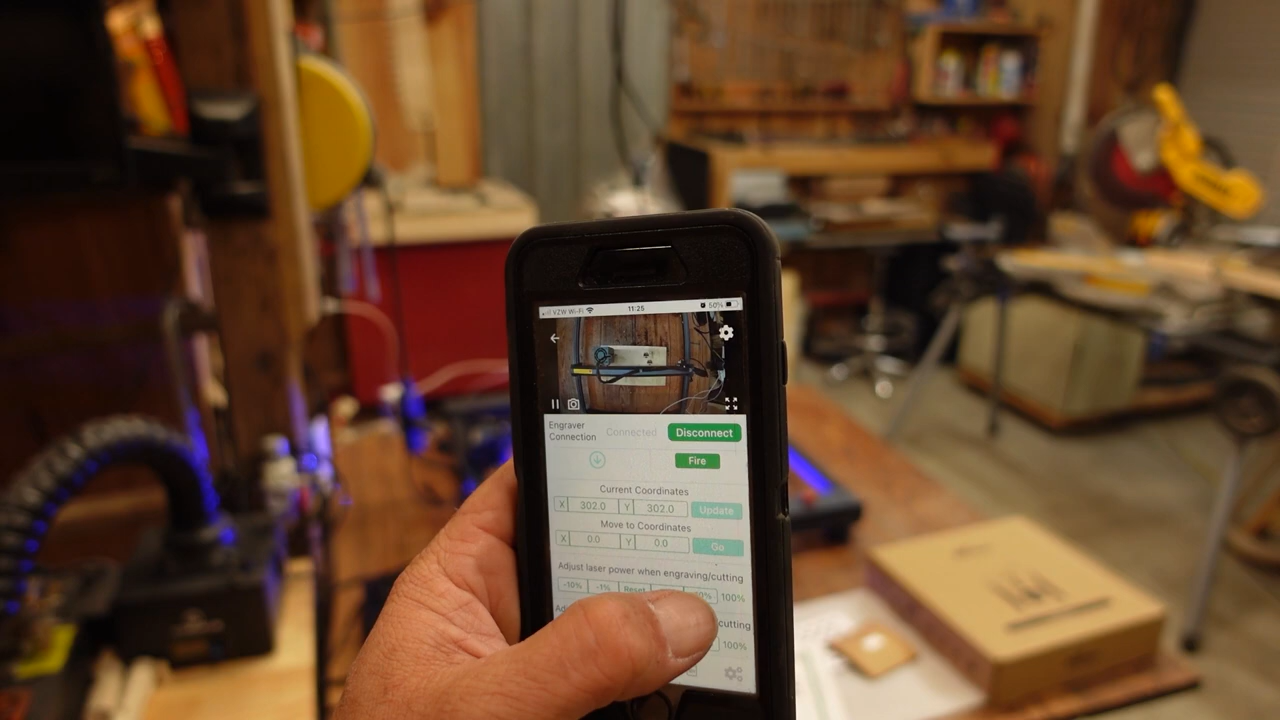 VZW Wi-Fi 11:25 50%
Engraver Connection Connected Disconnect
Fire
Current Coordinates
X 302.0 Y 302.0 Update
Move to Coordinates
X 0.0 Y 0.0 Go
Adjust laser power when engraving/cutting
-10% -1% Reset 100%
cutting
100%